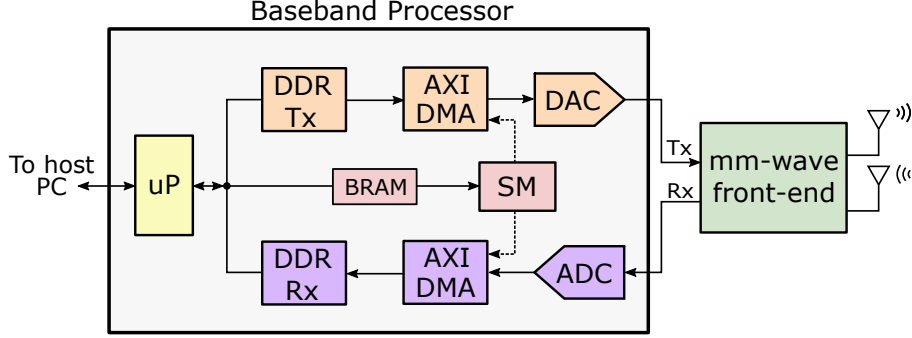 Baseband Processor
DDR
Tx
AXI
DMA
DAC
To host
PC
uP
BRAM
SM
Tx
Rx
mm-wave
front-end
DDR
Rx
AXI
DMA
ADC